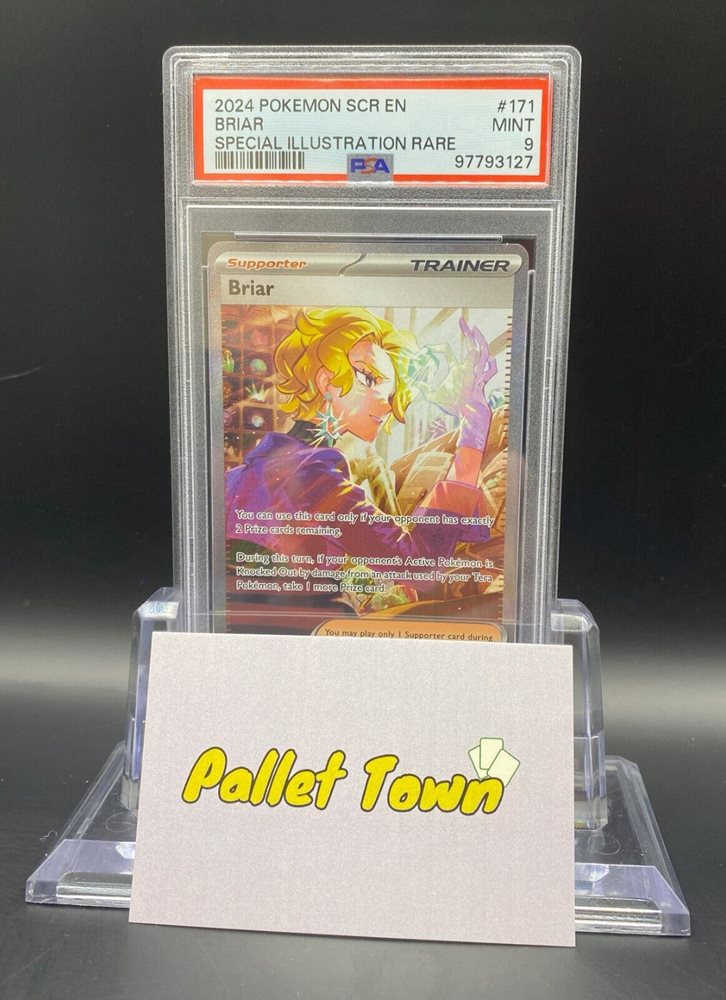 2024 POKEMON SCR EN #171
BRIAR MINT
SPECIAL ILLUSTRATION RARE 9
PSA 97793127
Supporter TRAINER
Briar
You can use this card only if your opponent has exactly
2 Prize cards remaining.
During this turn, if your opponent's Active Pokémon is
Knocked Out by damage from an attack used by your Tera
Pokémon, take 1 more Prize card.
You may play only 1 Supporter card during
Pallet Town